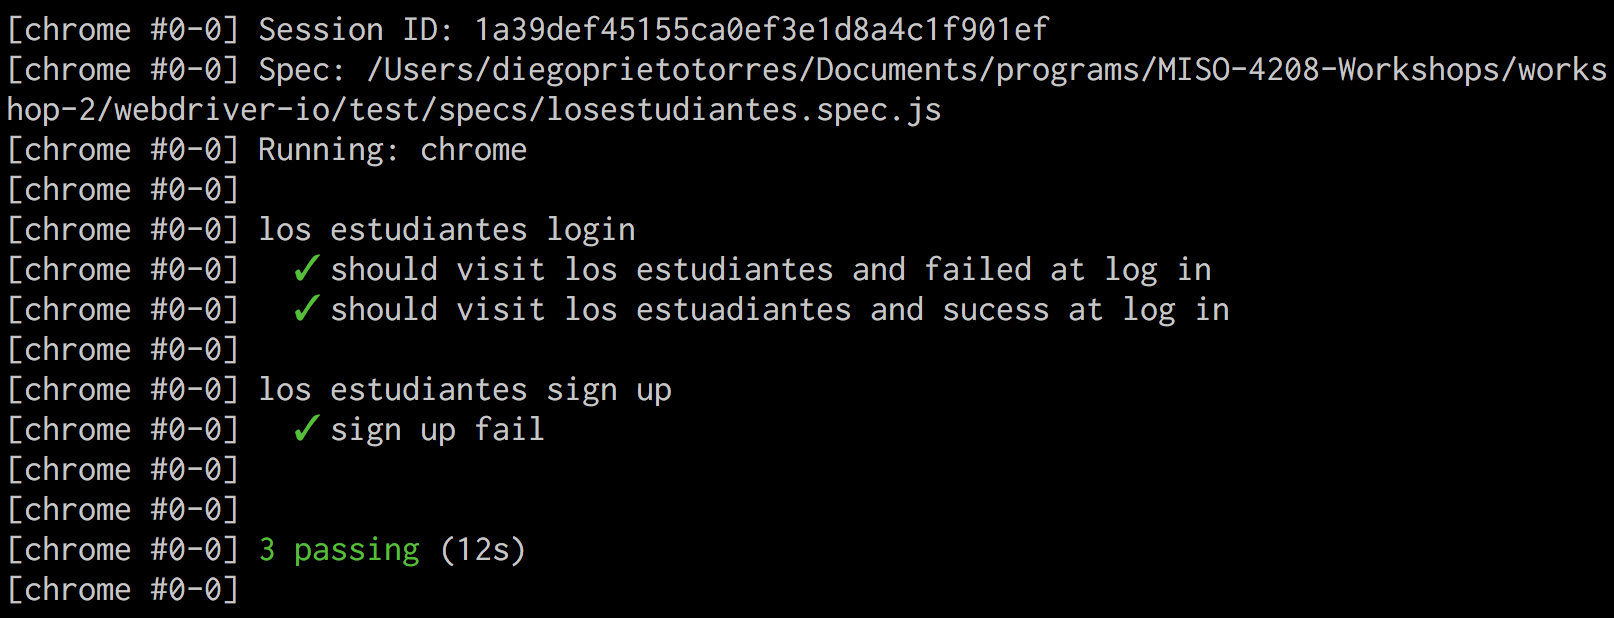 [chrome #0-0] Session ID: 1a39def45155ca0ef3e1d8a4c1f901ef
[chrome #0-0] Spec: /Users/diegoprietotorres/Documents/programs/MISO-4208-Workshops/works
hop-2/webdriver-io/test/specs/losestudiantes.spec.js
[chrome #0-0] Running: chrome
[chrome #0-0]
[chrome #0-0] los estudiantes login
[chrome #0-0]   ✓ should visit los estudiantes and failed at log in
[chrome #0-0]   ✓ should visit los estuadiantes and sucess at log in
[chrome #0-0]
[chrome #0-0] los estudiantes sign up
[chrome #0-0]   ✓ sign up fail
[chrome #0-0]
[chrome #0-0]
[chrome #0-0] 3 passing (12s)
[chrome #0-0]